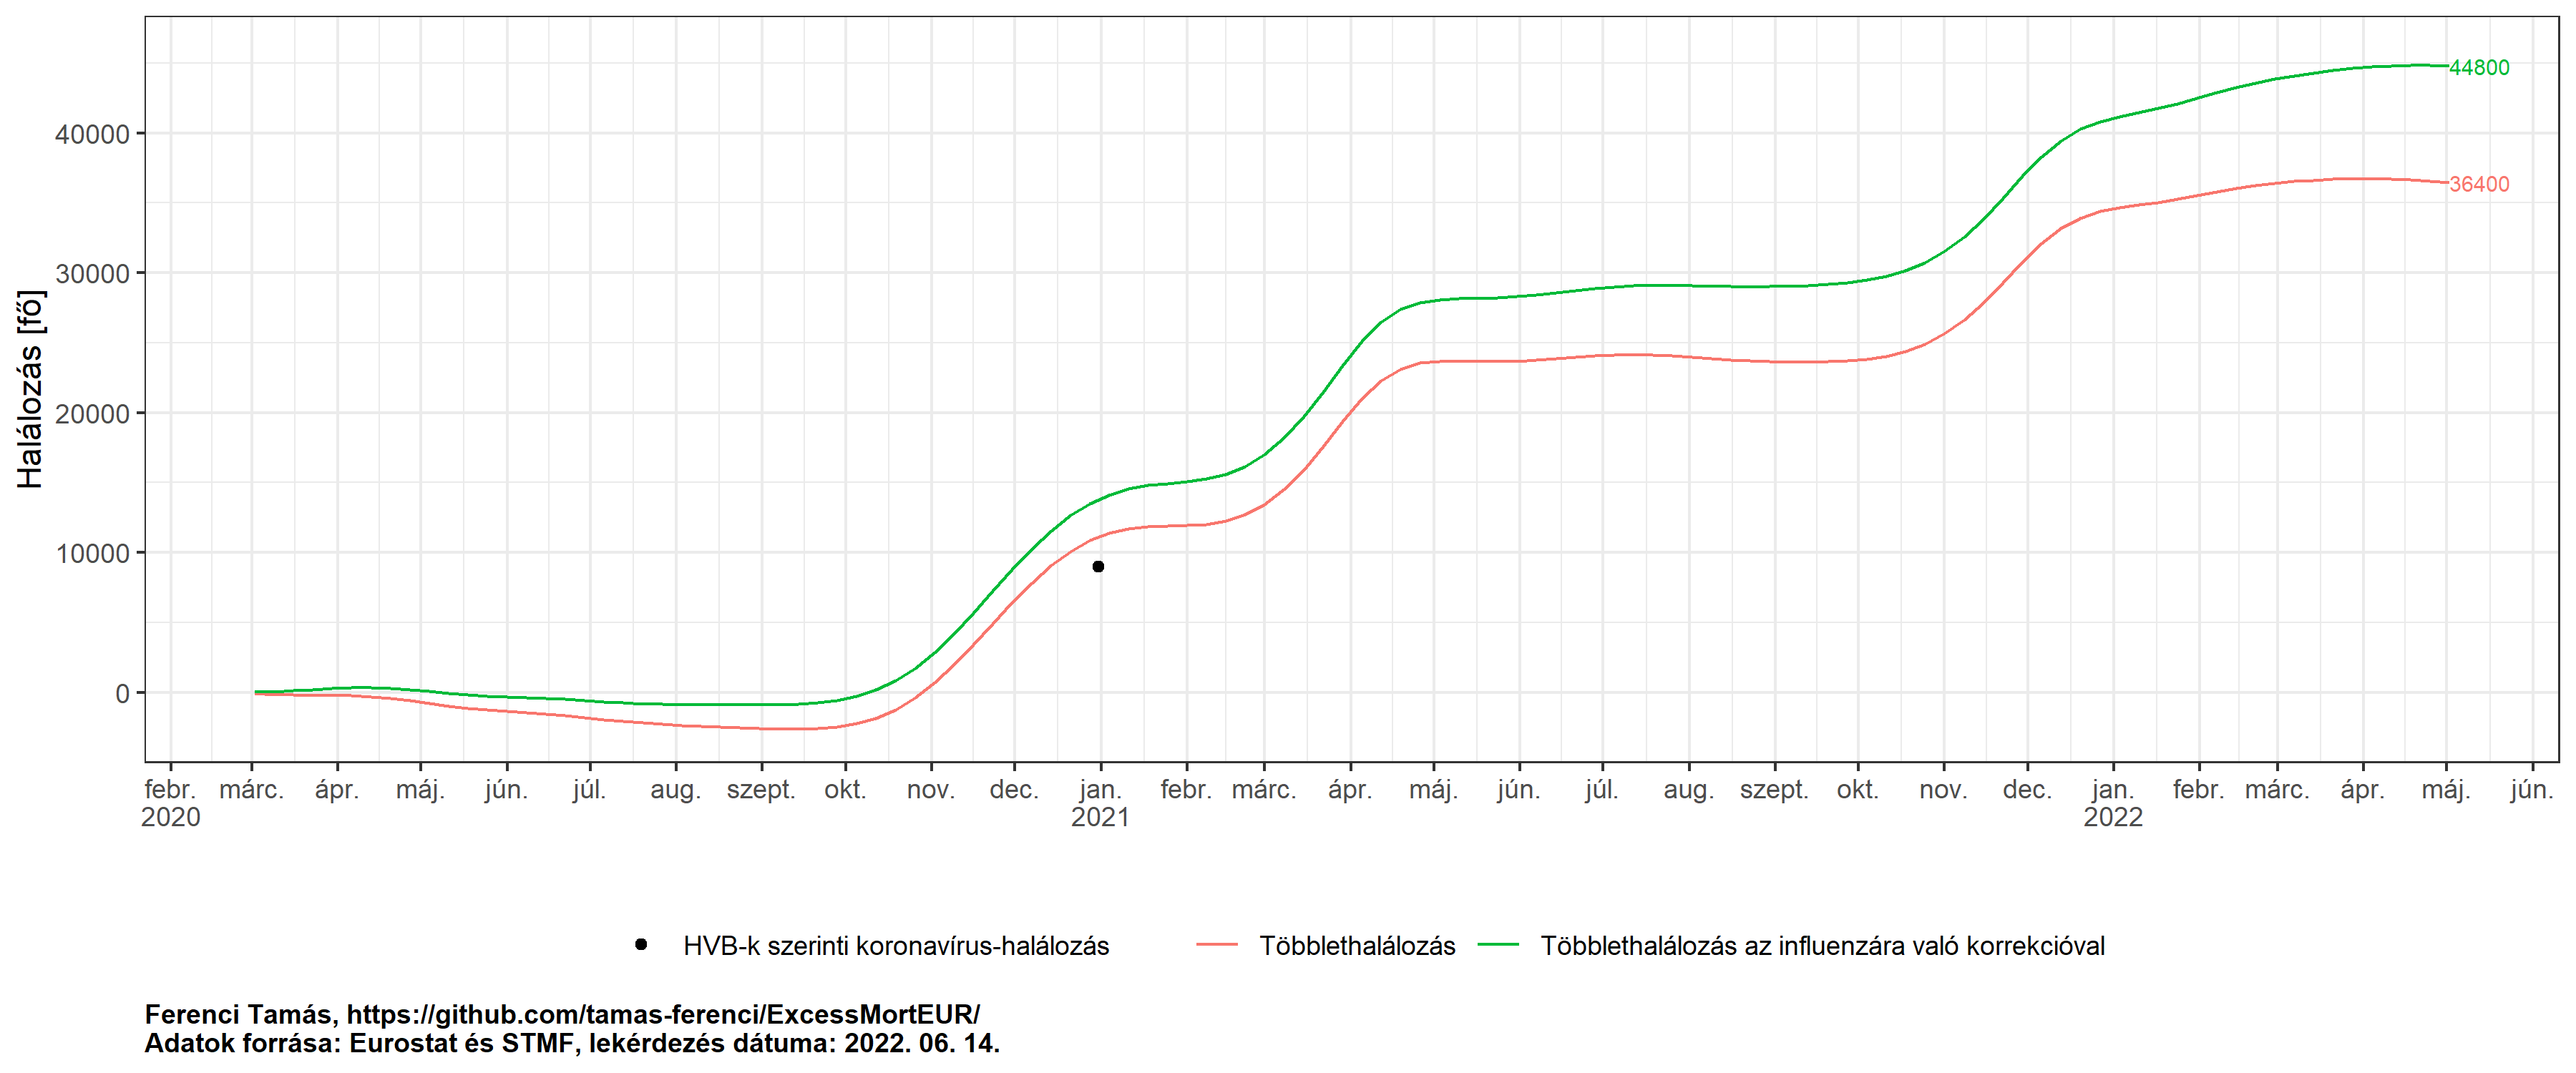 44800
36400
40000
30000
20000
10000
0
Halálozás [fő]
febr. márc. ápr. máj. jún. júl. aug. szept. okt. nov. dec. jan. febr. márc. ápr. máj. jún. júl. aug. szept. okt. nov. dec. jan. febr. márc. ápr. máj. jún.
2020 2021 2022
HVB-k szerinti koronavírus-halálozás Többlethalálozás Többlethalálozás az influenzára való korrekcióval
Ferenci Tamás, https://github.com/tamas-ferenci/ExcessMortEUR/
Adatok forrása: Eurostat és STMF, lekérdezés dátuma: 2022. 06. 14.